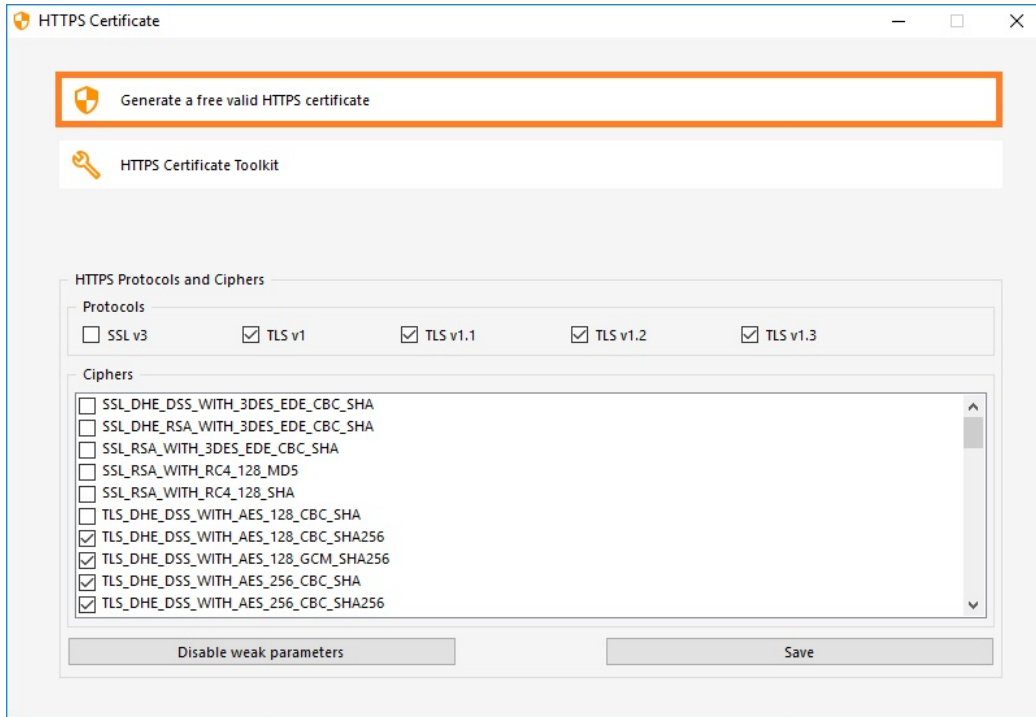 HTTPS Certificate
Generate a free valid HTTPS certificate
HTTPS Certificate Toolkit
HTTPS Protocols and Ciphers
Protocols
SSL v3 TLS v1 TLS v1.1 TLS v1.2 TLS v1.3
Ciphers
SSL_DHE_DSS_WITH_3DES_EDE_CBC_SHA
SSL_DHE_RSA_WITH_3DES_EDE_CBC_SHA
SSL_RSA_WITH_3DES_EDE_CBC_SHA
SSL_RSA_WITH_RC4_128_MD5
SSL_RSA_WITH_RC4_128_SHA
TLS_DHE_DSS_WITH_AES_128_CBC_SHA
TLS_DHE_DSS_WITH_AES_128_CBC_SHA256
TLS_DHE_DSS_WITH_AES_128_GCM_SHA256
TLS_DHE_DSS_WITH_AES_256_CBC_SHA
TLS_DHE_DSS_WITH_AES_256_CBC_SHA256
Disable weak parameters Save